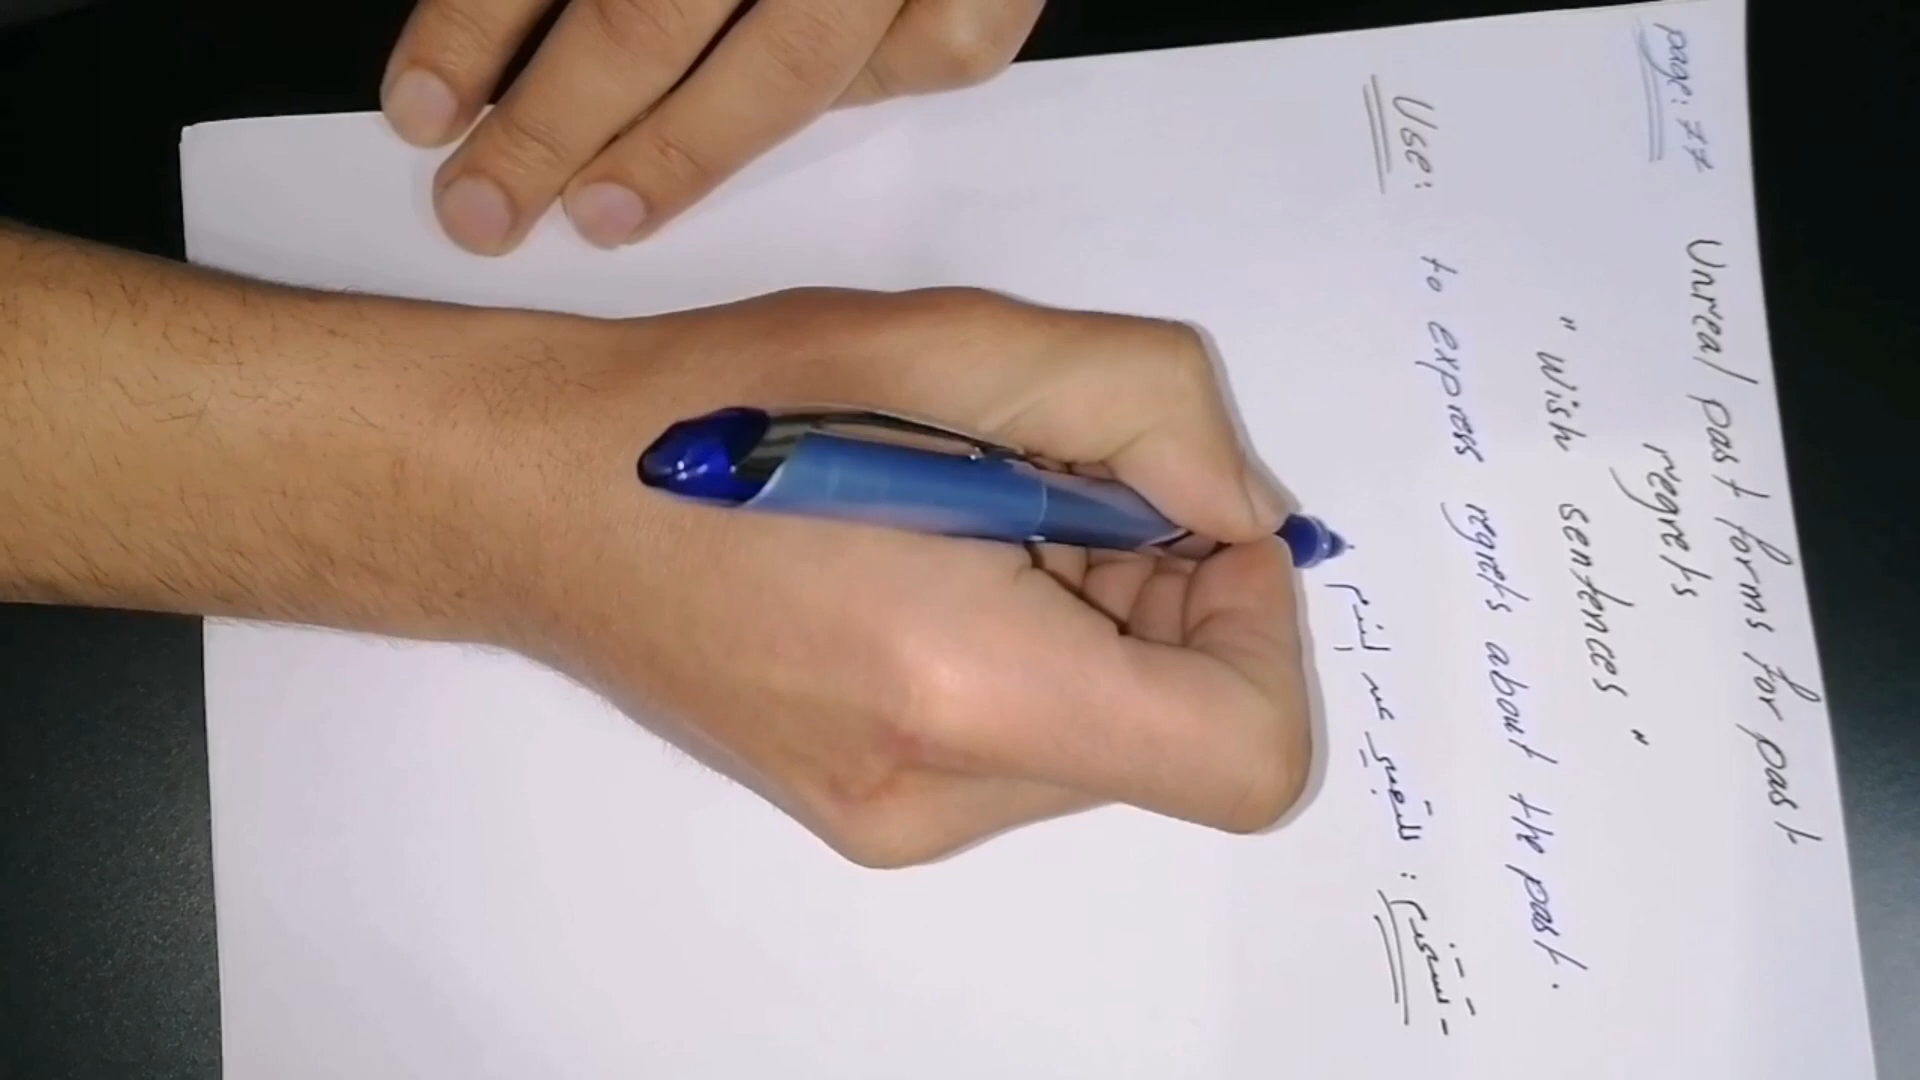 page: 77 Unreal past forms for past
regrets
"wish sentences"
Use: to express regrets about the past.
- تستخدم : للتعبير عن لندم